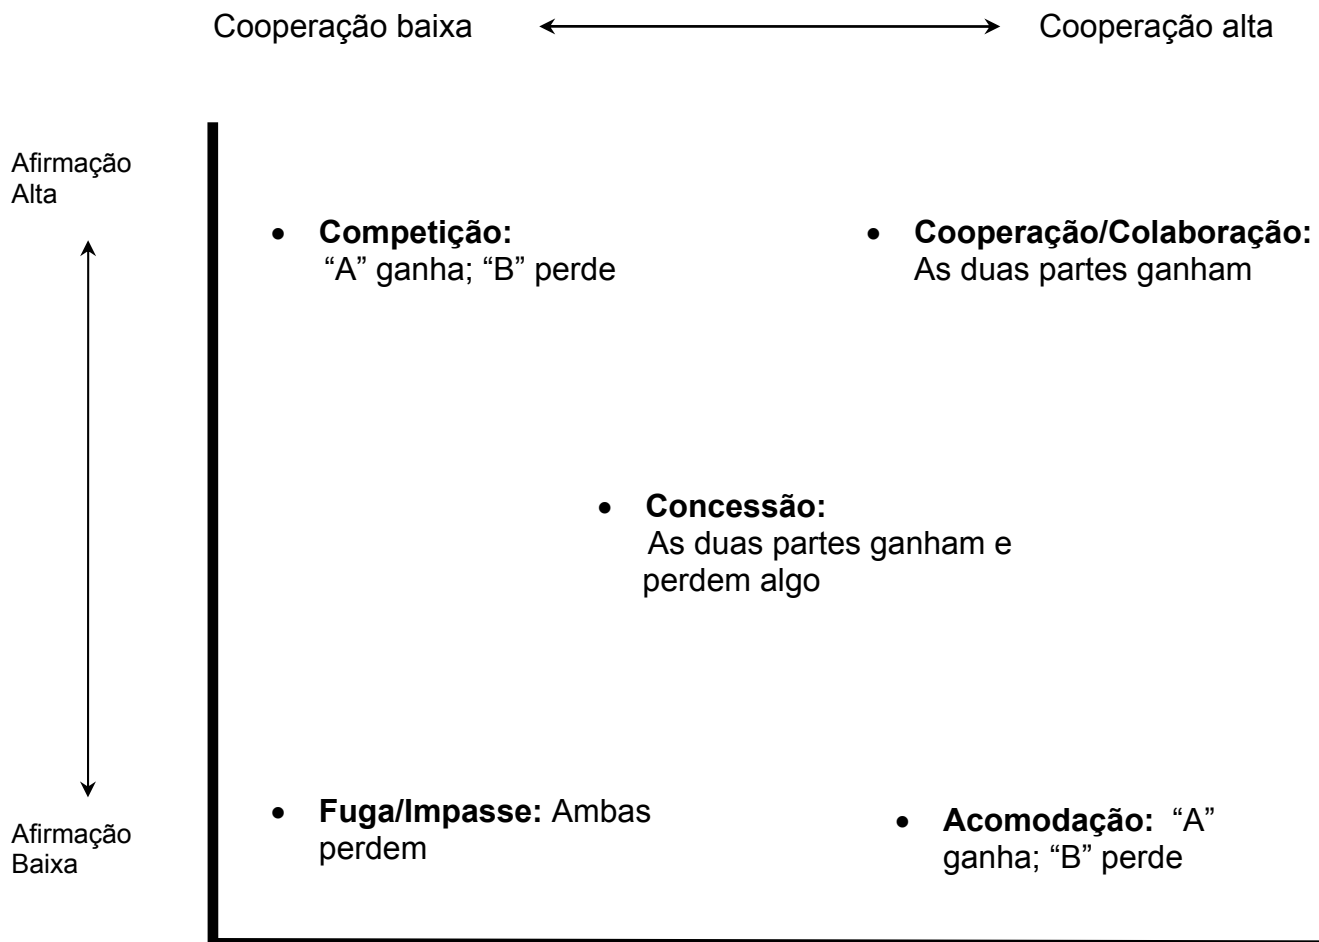 Cooperação baixa
Cooperação alta
Afirmação
Alta
• Competição:
“A” ganha; “B” perde
• Cooperação/Colaboração:
As duas partes ganham
• Concessão:
As duas partes ganham e
perdem algo
• Fuga/Impasse: Ambas
perdem
• Acomodação: “A”
ganha; “B” perde
Afirmação
Baixa